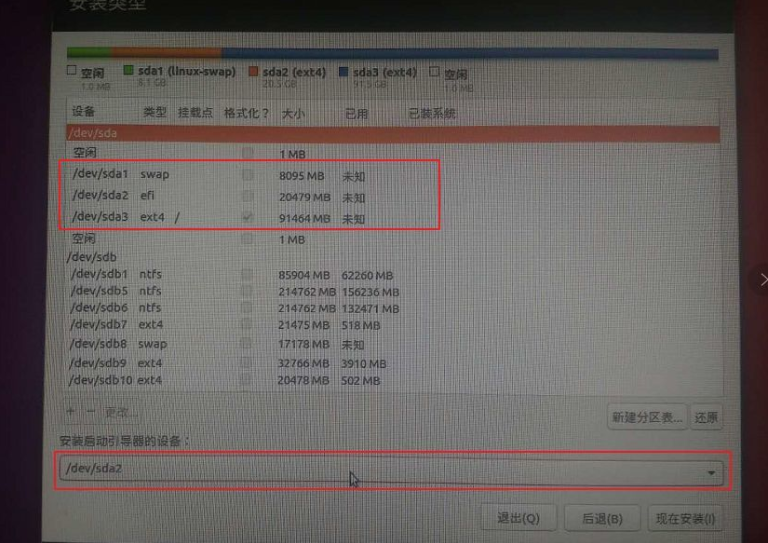 安装类型
空闲 sda1 (linux-swap) sda2 (ext4) sda3 (ext4) 空闲
1.0 MB 8.1 GB 20.5 GB 91.5 GB 1.0 MB
设备 类型 挂载点 格式化? 大小 已用 已装系统
/dev/sda
空闲 1 MB
/dev/sda1 swap 8095 MB 未知
/dev/sda2 efi 20479 MB 未知
/dev/sda3 ext4 / 91464 MB 未知
空闲 1 MB
/dev/sdb
/dev/sdb1 ntfs 85904 MB 62260 MB
/dev/sdb5 ntfs 214762 MB 156236 MB
/dev/sdb6 ntfs 214762 MB 132471 MB
/dev/sdb7 ext4 21475 MB 518 MB
/dev/sdb8 swap 17178 MB 未知
/dev/sdb9 ext4 32766 MB 3910 MB
/dev/sdb10 ext4 20478 MB 502 MB
+ - 更改... 新建分区表... 还原
安装启动引导器的设备:
/dev/sda2
退出(Q) 后退(B) 现在安装(I)